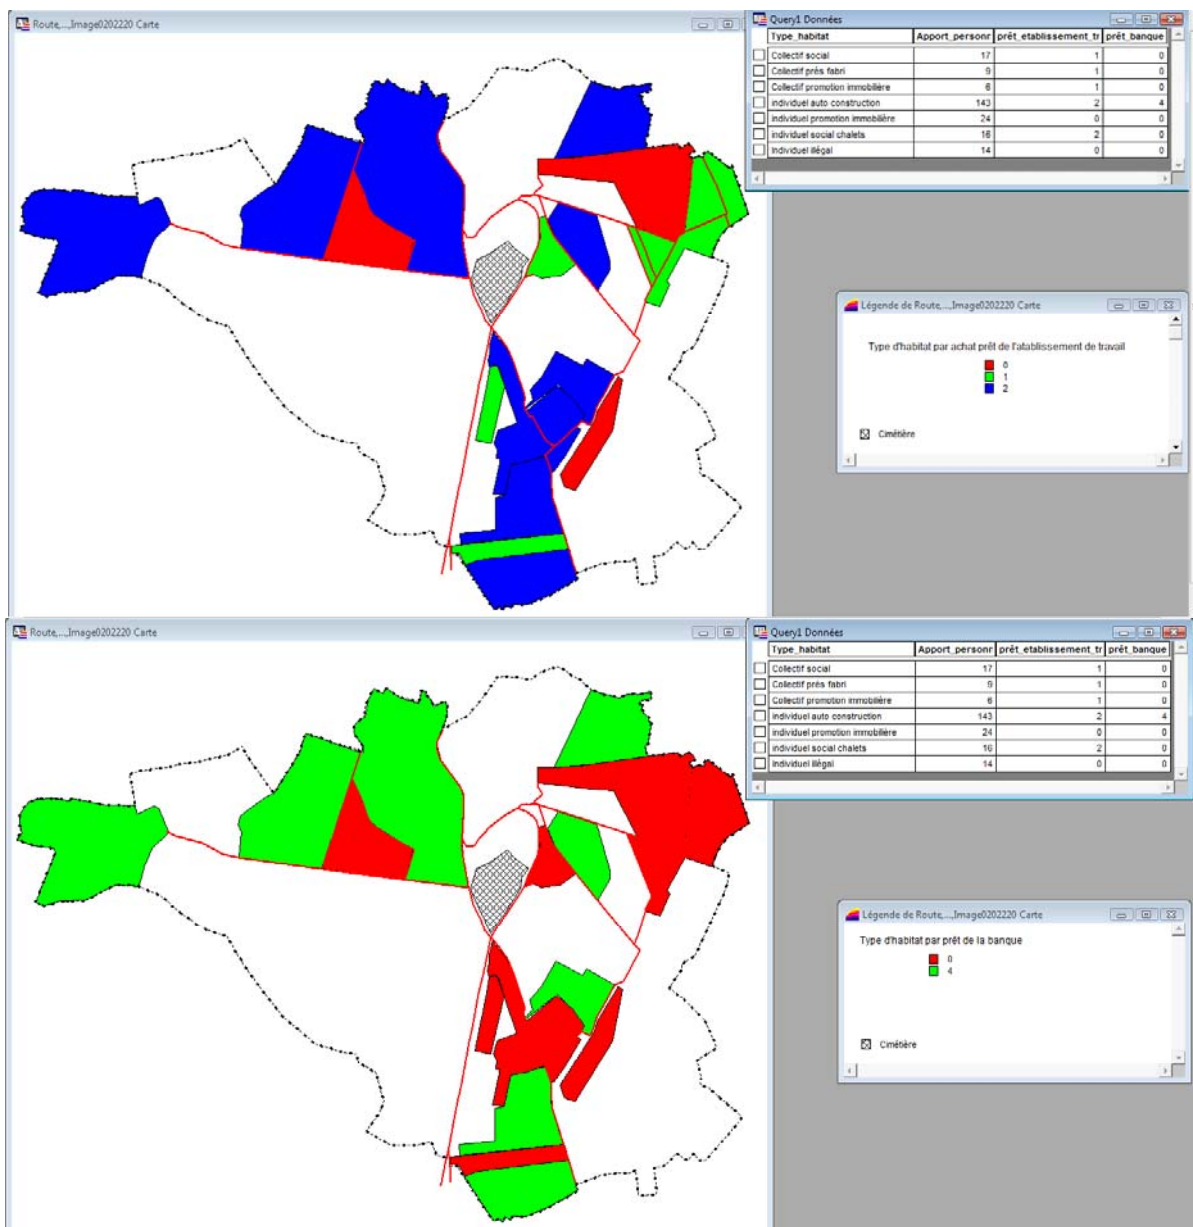 Route,...,Image0202220 Carte
Query1 Données
Type_habitat Apport_personr prêt_etablissement_tr prêt_banque
Collectif social 17 1 0
Collectif près fabri 9 1 0
Collectif promotion immobilière 6 1 0
individuel auto construction 143 2 4
individuel promotion immobilière 24 0 0
individuel social chalets 16 2 0
Individuel illégal 14 0 0
Légende de Route,...,Image0202220 Carte
Type d'habitat par achat prêt de l'atablissement de travail
0
1
2
Cimétière
Route,...,Image0202220 Carte
Query1 Données
Type_habitat Apport_personr prêt_etablissement_tr prêt_banque
Collectif social 17 1 0
Collectif près fabri 9 1 0
Collectif promotion immobilière 6 1 0
individuel auto construction 143 2 4
individuel promotion immobilière 24 0 0
individuel social chalets 16 2 0
Individuel illégal 14 0 0
Légende de Route,...,Image0202220 Carte
Type d'habitat par prêt de la banque
0
4
Cimétière